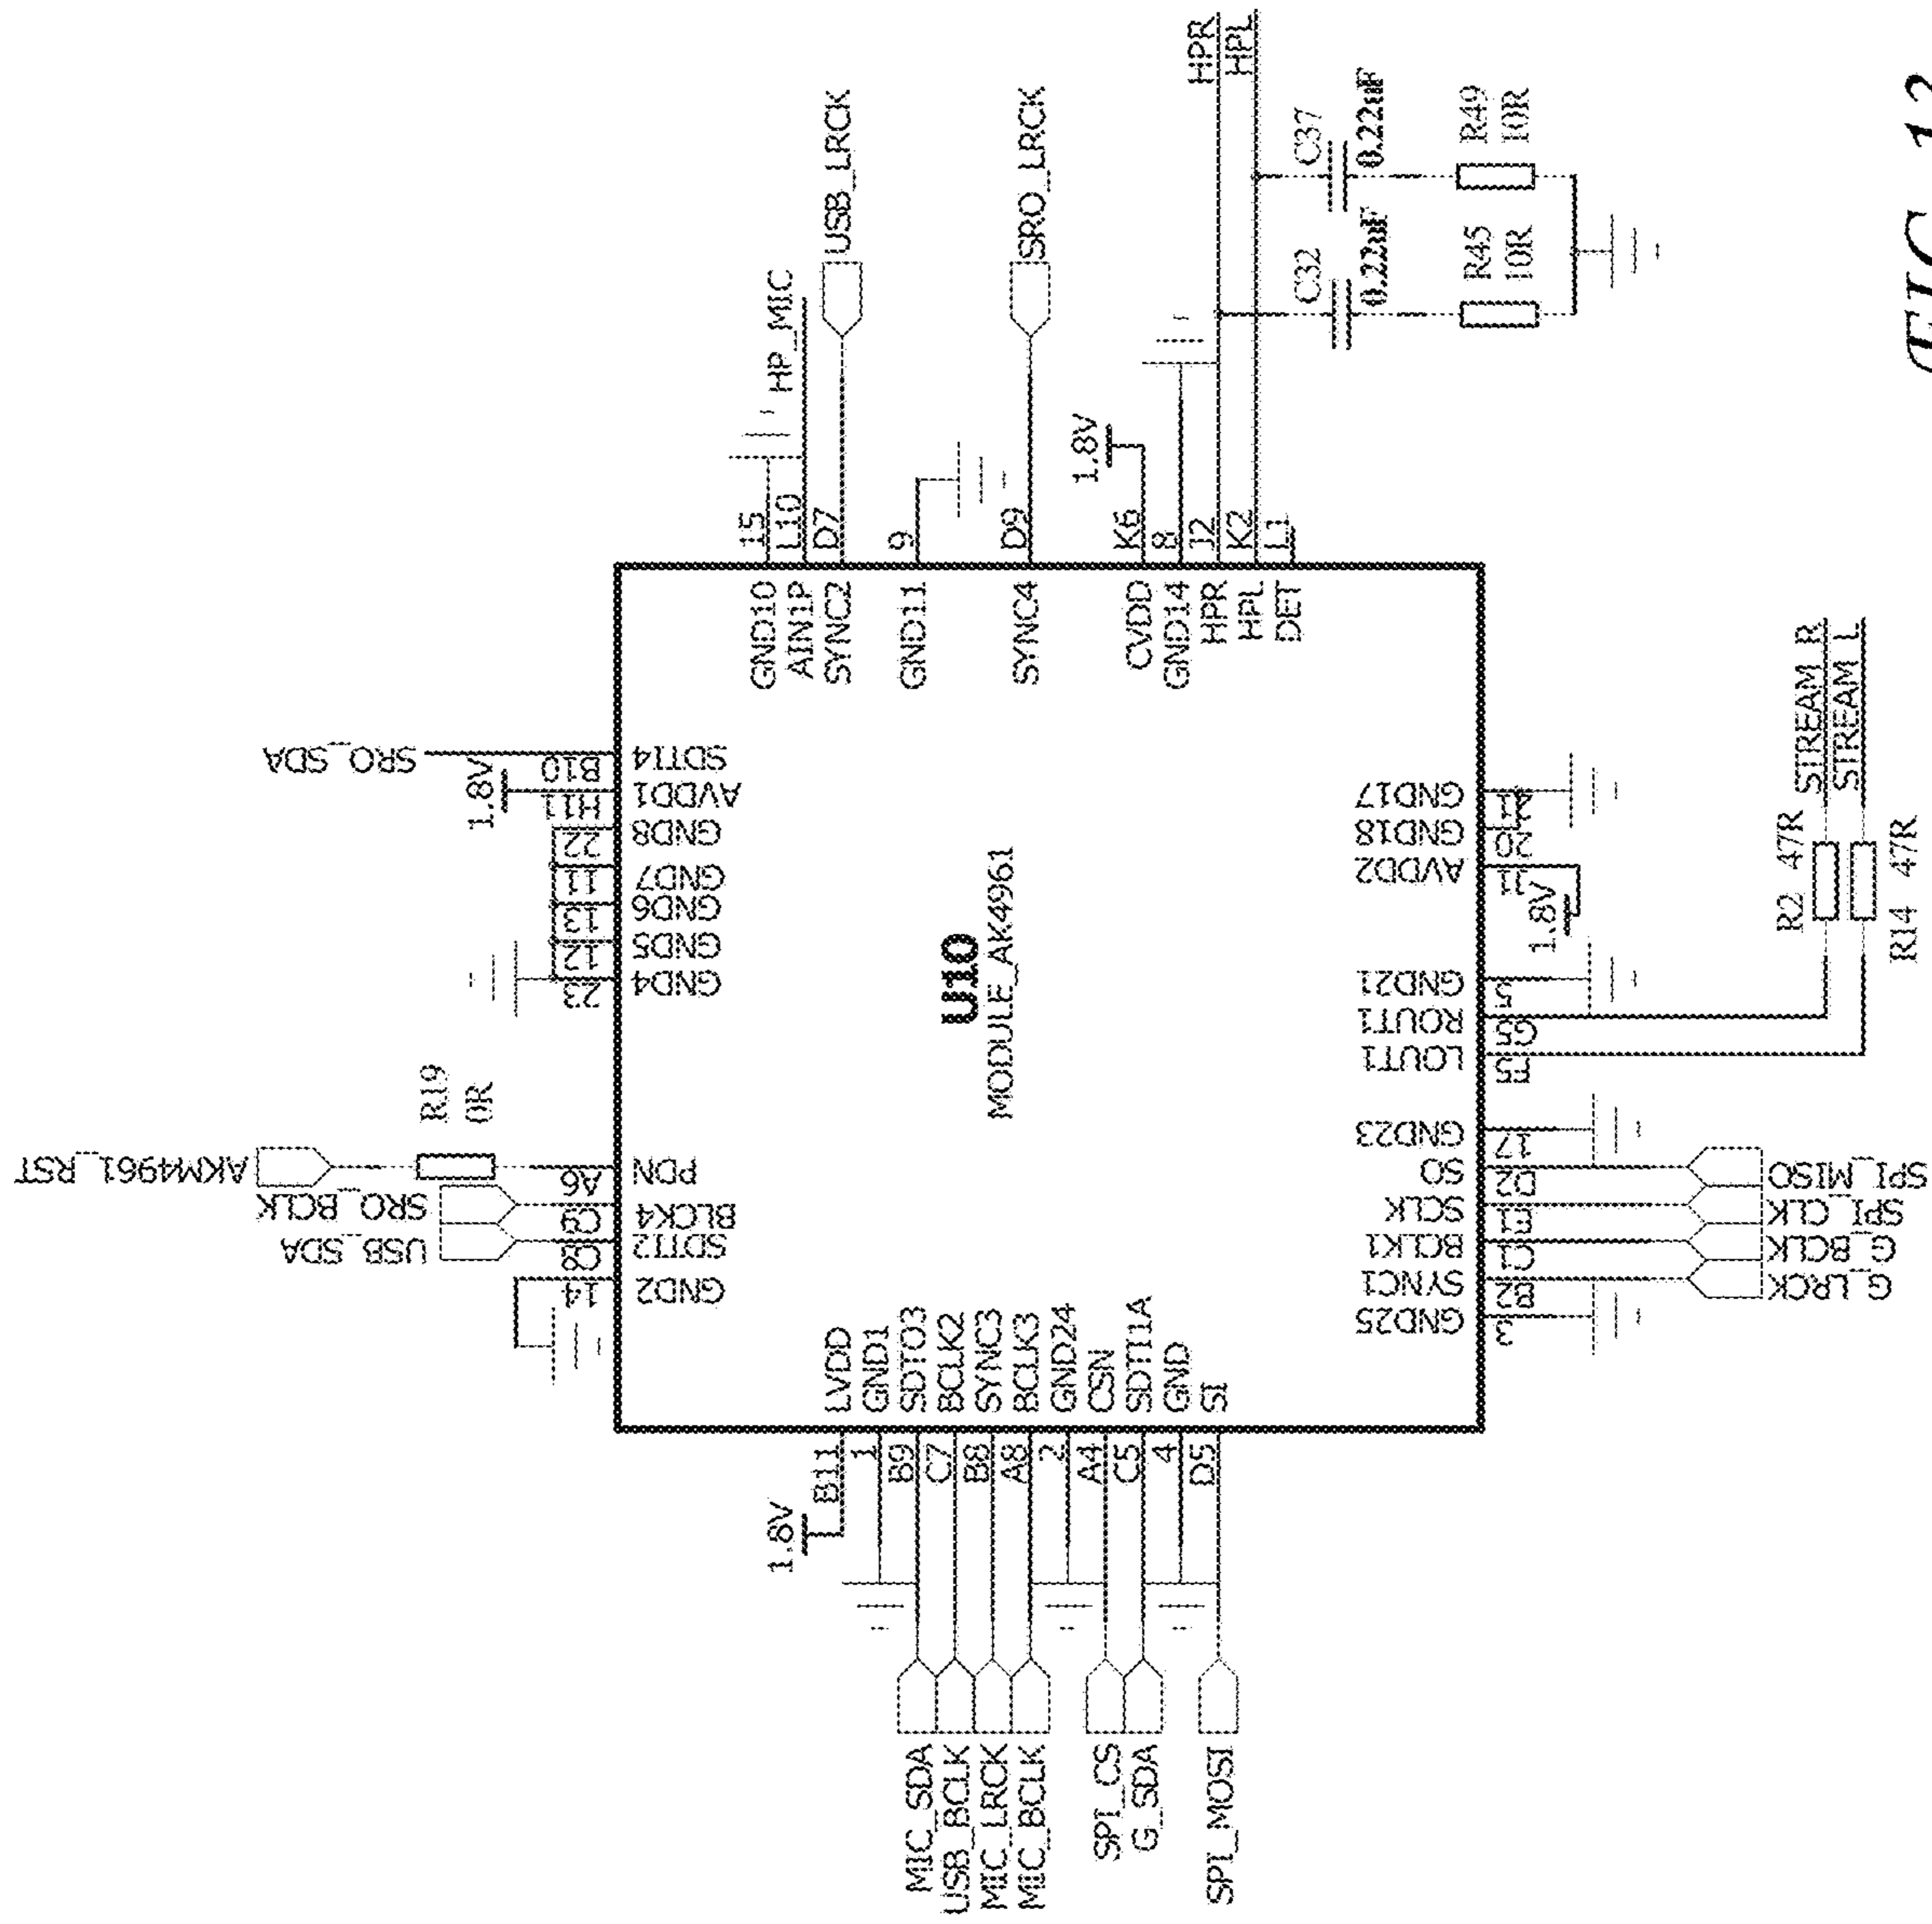 AKM4961_RST
SRO_BCLK
USB_SDA
R19
0R
SRO_SDA
1.8V
A6 PDN
C9 BLCK4
C8 SDTI2
14 GND2
B10 SDTI4
H11 AVDD1
22 GND8
11 GND7
13 GND6
12 GND5
23 GND4
1.8V
MIC_SDA
USB_BCLK
MIC_LRCK
MIC_BCLK
SPI_CS
G_SDA
SPI_MOSI
B11 LVDD
1 GND1
B9 SDTO3
C7 BCLK2
B8 SYNC3
A8 BCLK3
2 GND24
A4 CSN
C5 SDTI1A
4 GND
D5 SI
U10
MODULE_AK4961
GND10 15
AIN1P L10
SYNC2 D7
GND11 9
SYNC4 D9
CVDD K6
GND14 8
HPR J2
HPL K2
DET L1
HP_MIC
USB_LRCK
SRO_LRCK
1.8V
HPR
HPL
C32
0.22uF
C37
0.22uF
R45
10R
R49
10R
GND17
GND18 20
AVDD2 J1
GND21 5
ROUT1 G5
LOUT1 F5
GND23 17
SO D2
SCLK E1
BCLK1 C1
SYNC1 B2
GND25 3
1.8V
R2 47R
STREAM_R
R14 47R
STREAM_L
SPI_MISO
SPI_CLK
G_BCLK
G_LRCK